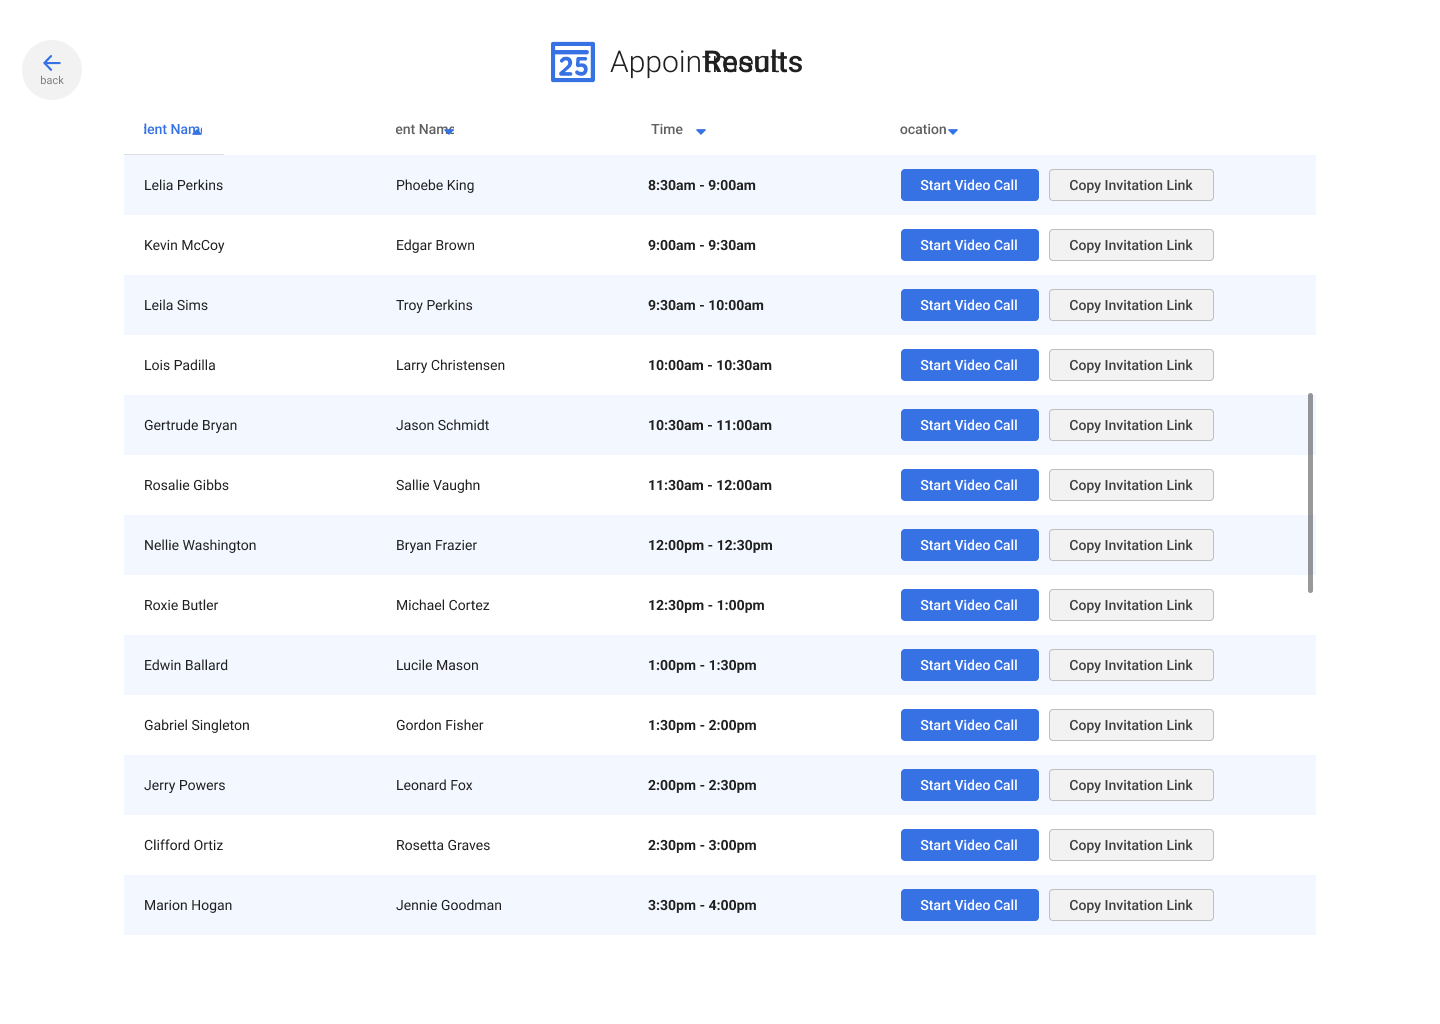 back
25 Appointment Results
dent Name ent Name Time ocation
Lelia Perkins Phoebe King 8:30am - 9:00am Start Video Call Copy Invitation Link
Kevin McCoy Edgar Brown 9:00am - 9:30am Start Video Call Copy Invitation Link
Leila Sims Troy Perkins 9:30am - 10:00am Start Video Call Copy Invitation Link
Lois Padilla Larry Christensen 10:00am - 10:30am Start Video Call Copy Invitation Link
Gertrude Bryan Jason Schmidt 10:30am - 11:00am Start Video Call Copy Invitation Link
Rosalie Gibbs Sallie Vaughn 11:30am - 12:00am Start Video Call Copy Invitation Link
Nellie Washington Bryan Frazier 12:00pm - 12:30pm Start Video Call Copy Invitation Link
Roxie Butler Michael Cortez 12:30pm - 1:00pm Start Video Call Copy Invitation Link
Edwin Ballard Lucile Mason 1:00pm - 1:30pm Start Video Call Copy Invitation Link
Gabriel Singleton Gordon Fisher 1:30pm - 2:00pm Start Video Call Copy Invitation Link
Jerry Powers Leonard Fox 2:00pm - 2:30pm Start Video Call Copy Invitation Link
Clifford Ortiz Rosetta Graves 2:30pm - 3:00pm Start Video Call Copy Invitation Link
Marion Hogan Jennie Goodman 3:30pm - 4:00pm Start Video Call Copy Invitation Link